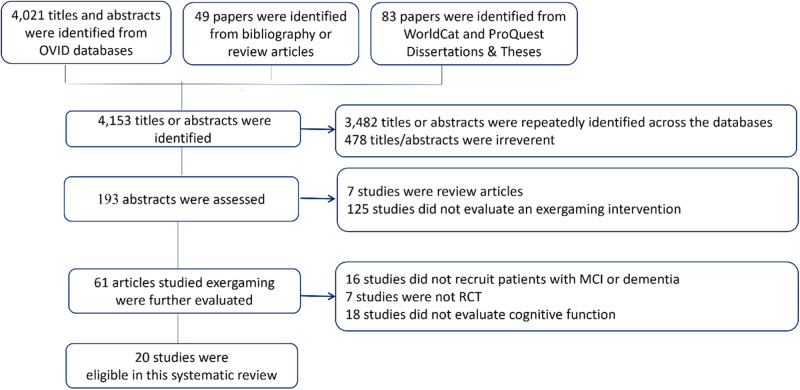 4,021 titles and abstracts
were identified from
OVID databases
49 papers were identified
from bibliography or
review articles
83 papers were identified from
WorldCat and ProQuest
Dissertations & Theses
4,153 titles or abstracts were
identified
3,482 titles or abstracts were repeatedly identified across the databases
478 titles/abstracts were irreverent
193 abstracts were assessed
7 studies were review articles
125 studies did not evaluate an exergaming intervention
61 articles studied exergaming
were further evaluated
16 studies did not recruit patients with MCI or dementia
7 studies were not RCT
18 studies did not evaluate cognitive function
20 studies were
eligible in this systematic review